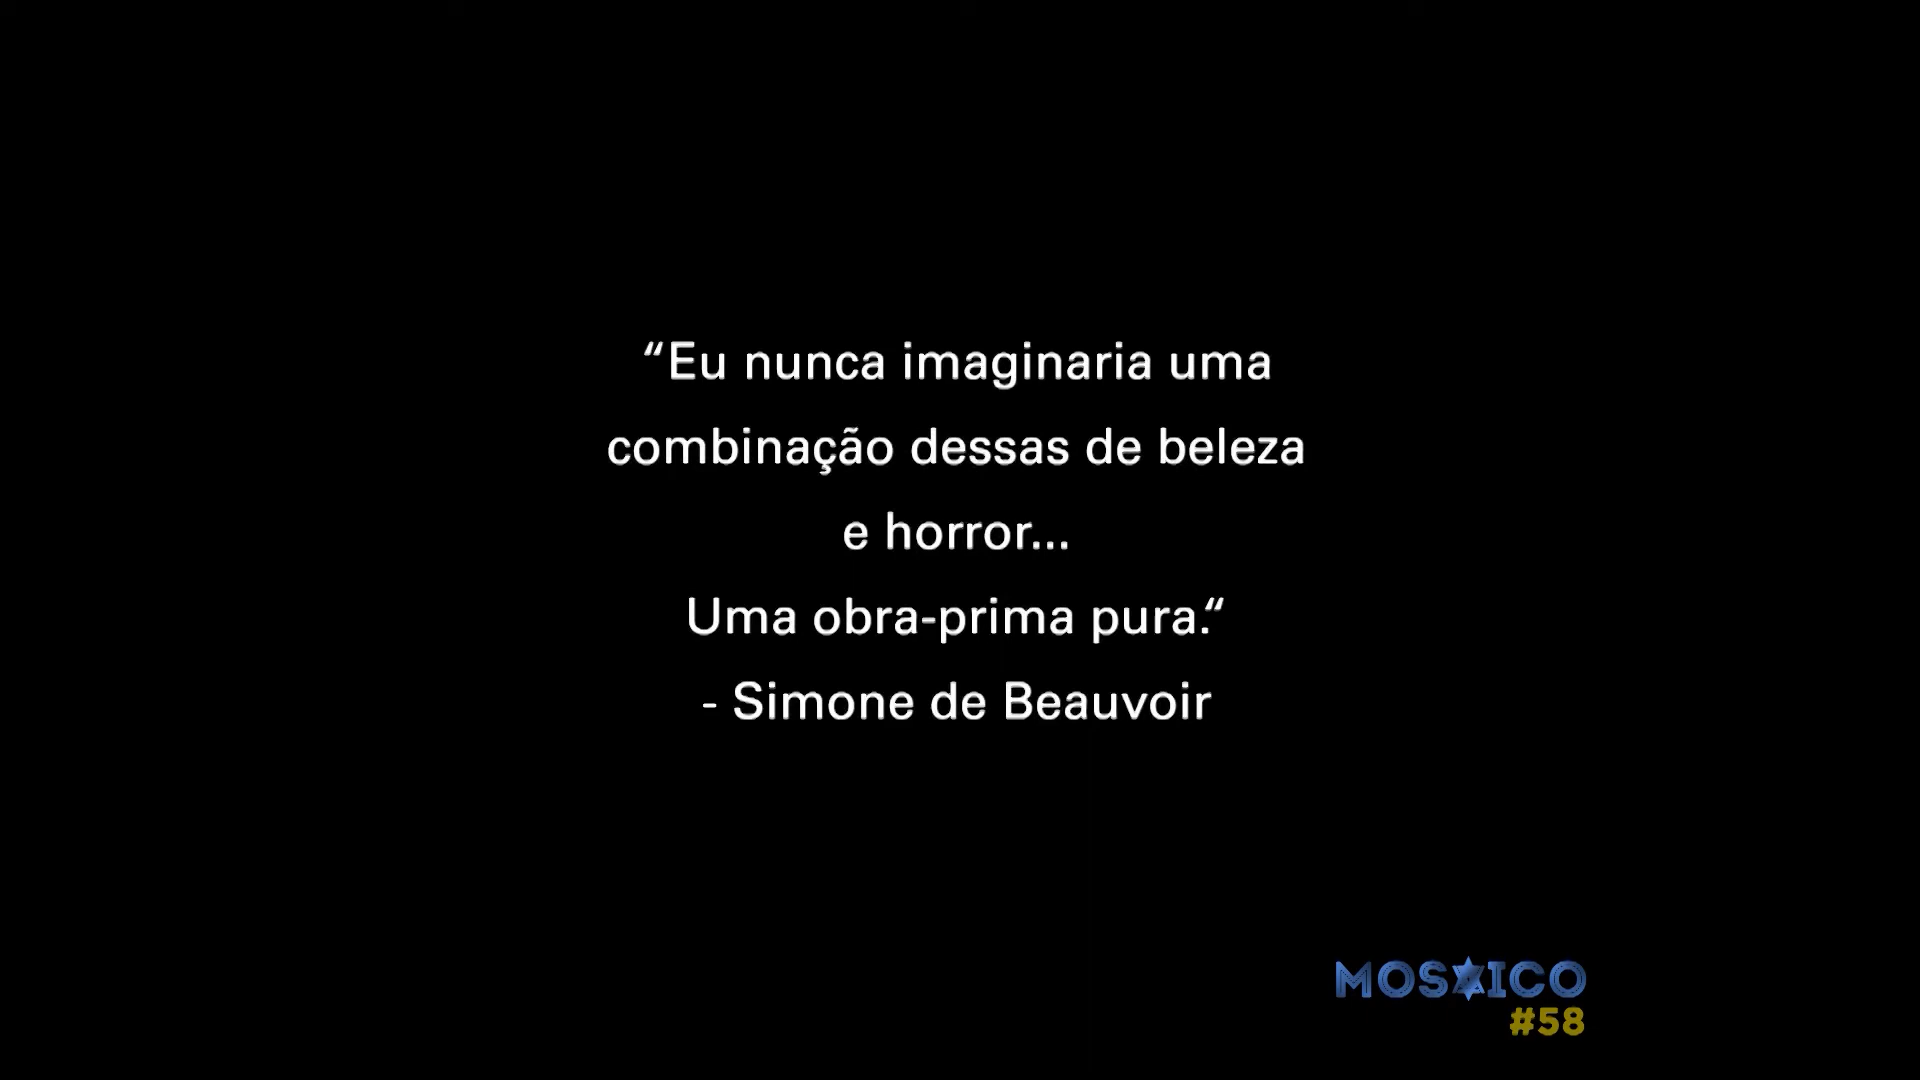 “Eu nunca imaginaria uma
combinação dessas de beleza
e horror...
Uma obra-prima pura.“
- Simone de Beauvoir
MOSAICO
#58